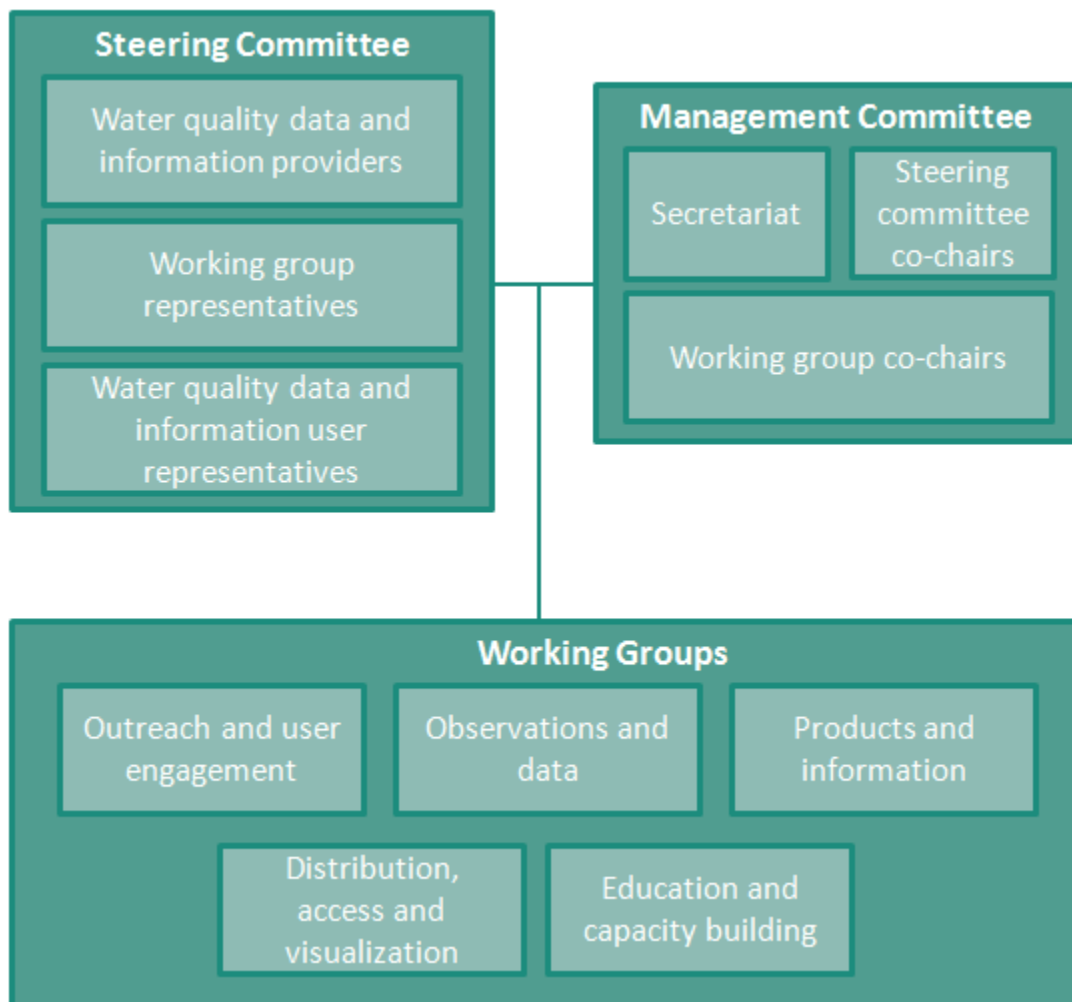 Steering Committee
Water quality data and
information providers
Working group
representatives
Water quality data and
information user
representatives
Management Committee
Secretariat
Steering
committee
co-chairs
Working group co-chairs
Working Groups
Outreach and user
engagement
Observations and
data
Products and
information
Distribution,
access and
visualization
Education and
capacity building